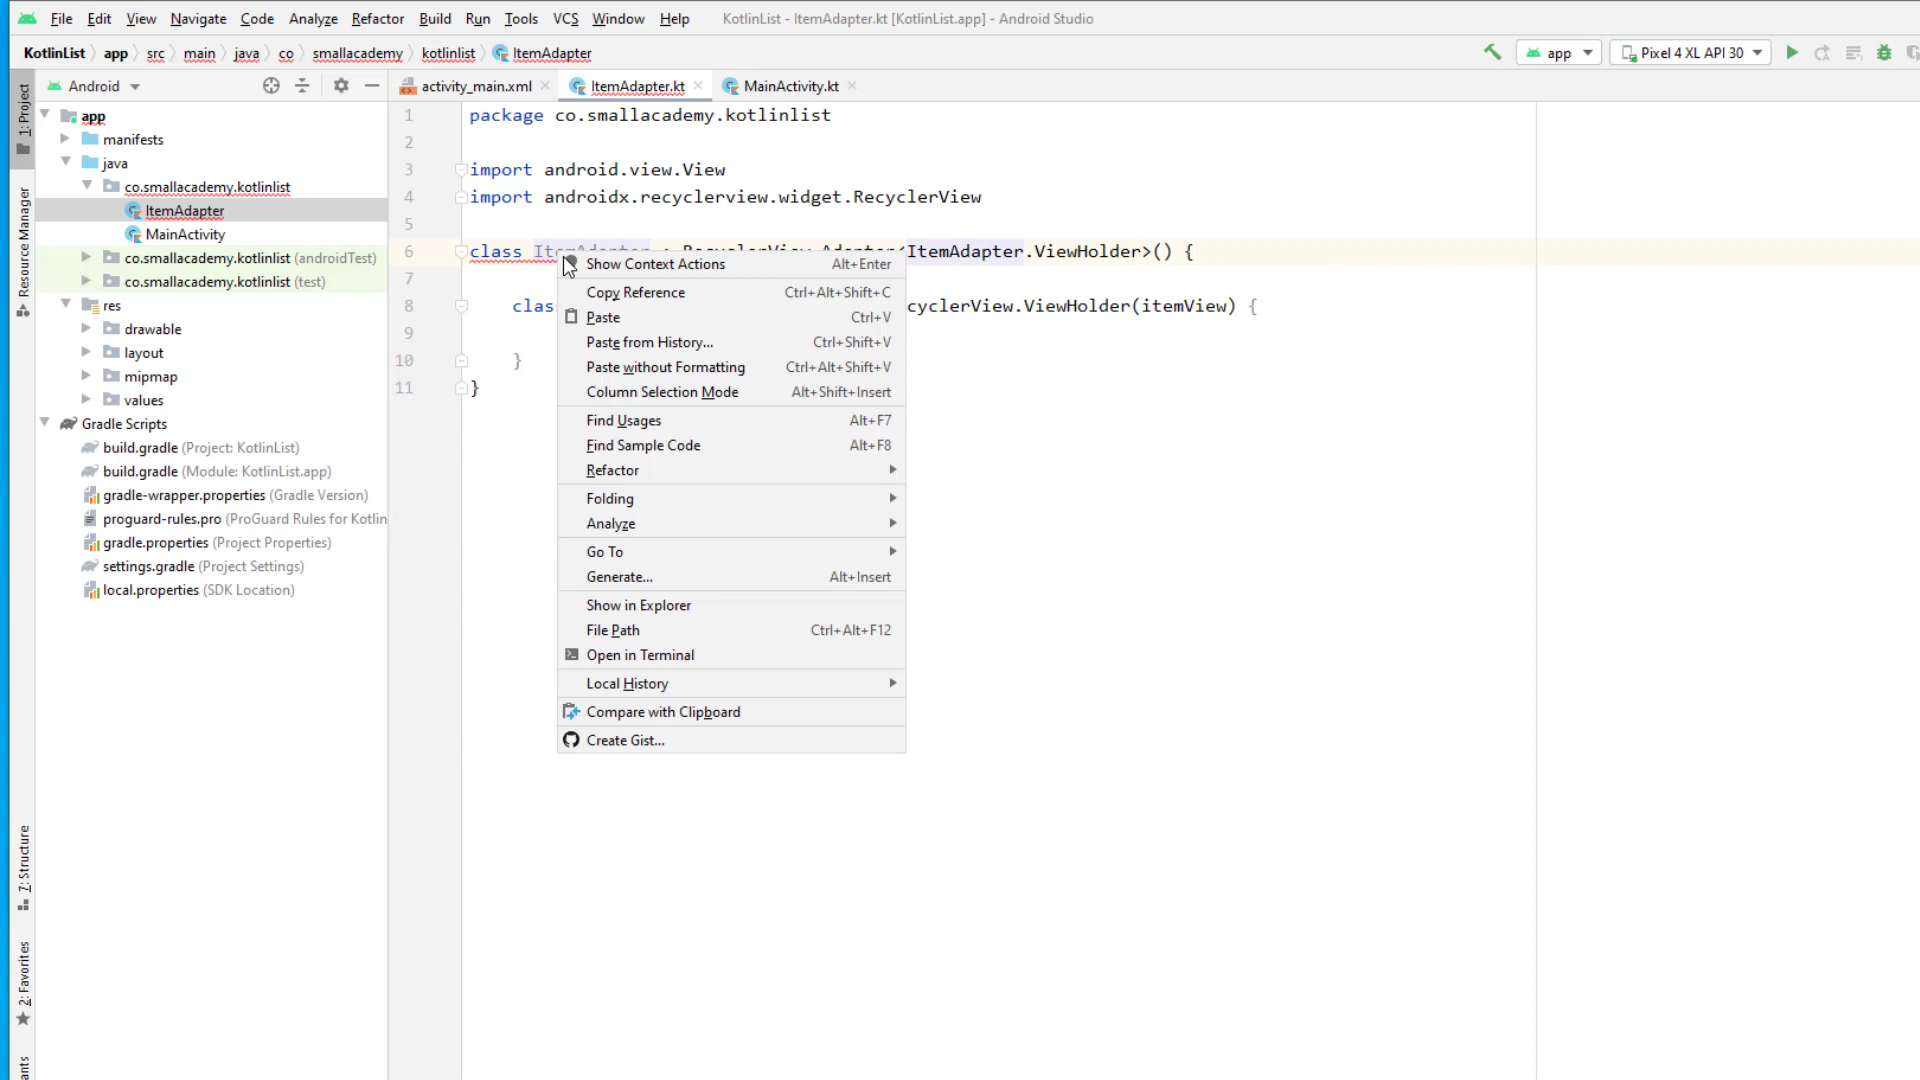 File Edit View Navigate Code Analyze Refactor Build Run Tools VCS Window Help KotlinList - ItemAdapter.kt [KotlinList.app] - Android Studio
KotlinList app src main java co smallacademy kotlinlist ItemAdapter app Pixel 4 XL API 30
Android
activity_main.xml ItemAdapter.kt MainActivity.kt
1: Project
Resource Manager
7: Structure
2: Favorites
app
manifests
java
co.smallacademy.kotlinlist
ItemAdapter
MainActivity
co.smallacademy.kotlinlist (androidTest)
co.smallacademy.kotlinlist (test)
res
drawable
layout
mipmap
values
Gradle Scripts
build.gradle (Project: KotlinList)
build.gradle (Module: KotlinList.app)
gradle-wrapper.properties (Gradle Version)
proguard-rules.pro (ProGuard Rules for Kotlin
gradle.properties (Project Properties)
settings.gradle (Project Settings)
local.properties (SDK Location)
1 package co.smallacademy.kotlinlist
2
3 import android.view.View
4 import androidx.recyclerview.widget.RecyclerView
5
6 class ItemAdapter : RecyclerView.Adapter<ItemAdapter.ViewHolder>() {
7
8 clas cyclerView.ViewHolder(itemView) {
9
10 }
11 }
Show Context Actions Alt+Enter
Copy Reference Ctrl+Alt+Shift+C
Paste Ctrl+V
Paste from History... Ctrl+Shift+V
Paste without Formatting Ctrl+Alt+Shift+V
Column Selection Mode Alt+Shift+Insert
Find Usages Alt+F7
Find Sample Code Alt+F8
Refactor
Folding
Analyze
Go To
Generate... Alt+Insert
Show in Explorer
File Path Ctrl+Alt+F12
Open in Terminal
Local History
Compare with Clipboard
Create Gist...